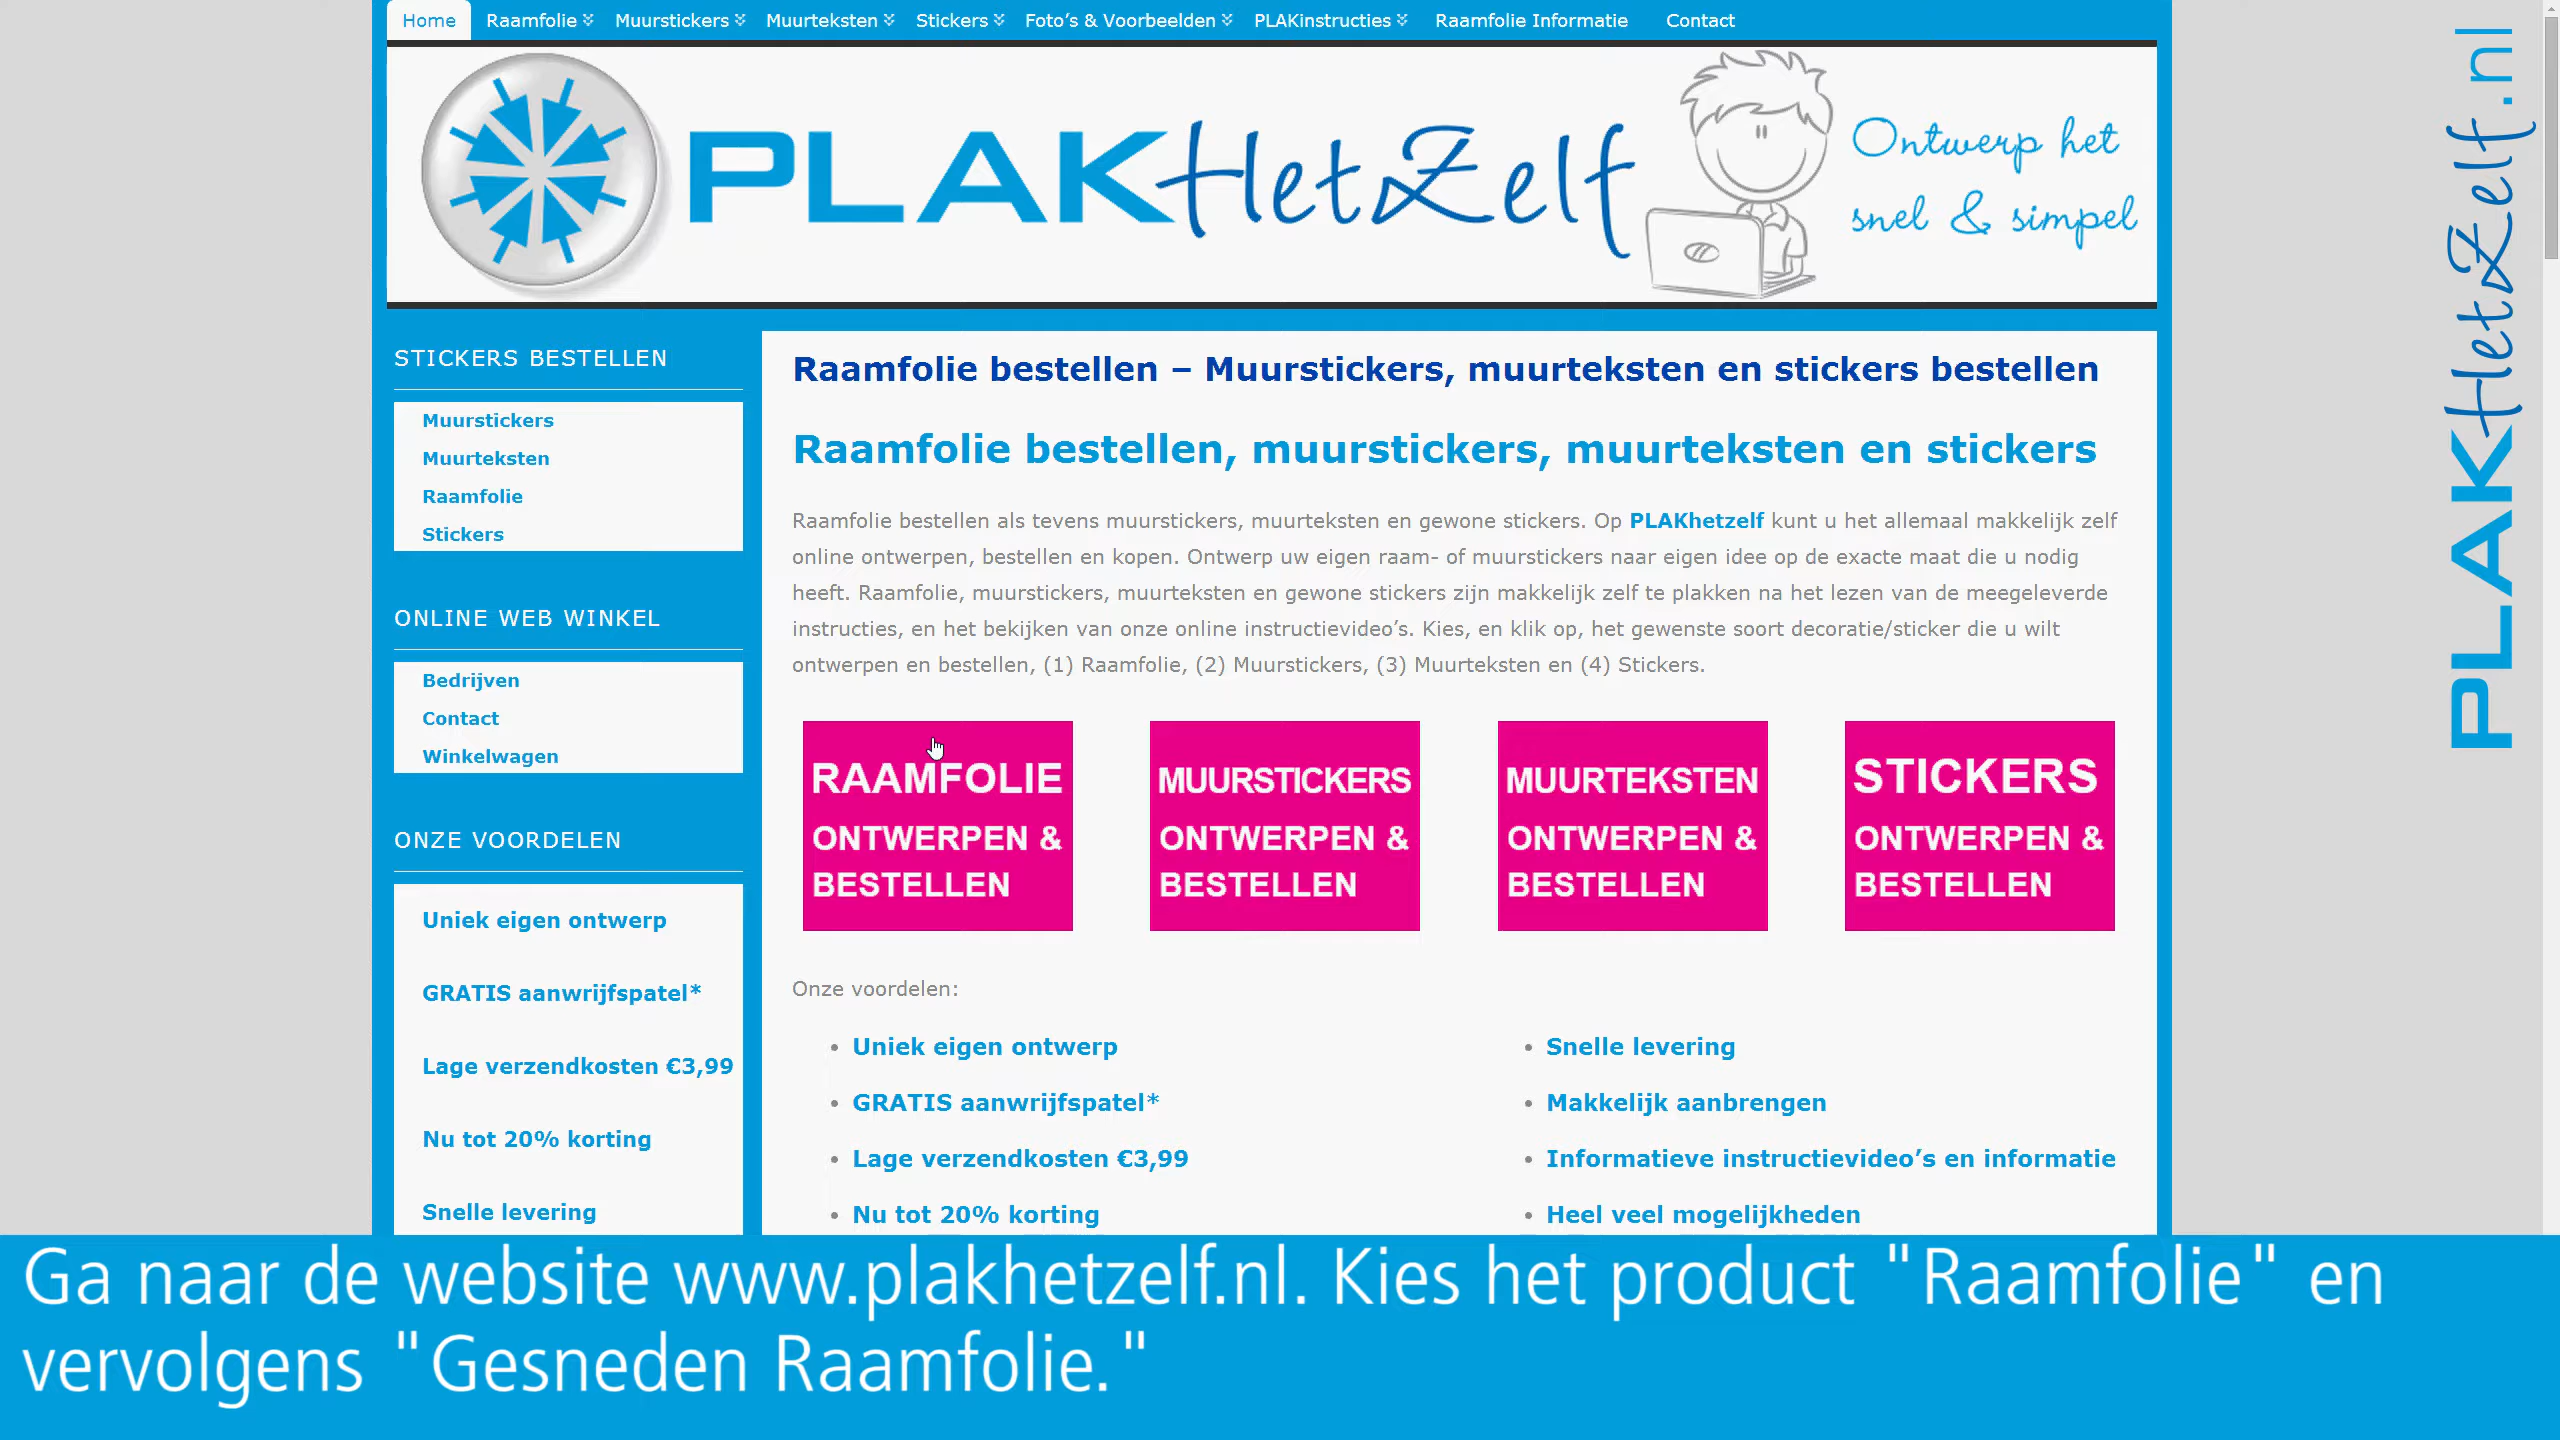 Home Raamfolie Muurstickers Muurteksten Stickers Foto’s & Voorbeelden PLAKinstructies Raamfolie Informatie Contact
PLAKHetZelf
Ontwerp het
snel & simpel
PLAKHetZelf.nl
STICKERS BESTELLEN
Muurstickers
Muurteksten
Raamfolie
Stickers
ONLINE WEB WINKEL
Bedrijven
Contact
Winkelwagen
ONZE VOORDELEN
Uniek eigen ontwerp
GRATIS aanwrijfspatel*
Lage verzendkosten €3,99
Nu tot 20% korting
Snelle levering
Raamfolie bestellen – Muurstickers, muurteksten en stickers bestellen
Raamfolie bestellen, muurstickers, muurteksten en stickers
Raamfolie bestellen als tevens muurstickers, muurteksten en gewone stickers. Op PLAKhetzelf kunt u het allemaal makkelijk zelf
online ontwerpen, bestellen en kopen. Ontwerp uw eigen raam- of muurstickers naar eigen idee op de exacte maat die u nodig
heeft. Raamfolie, muurstickers, muurteksten en gewone stickers zijn makkelijk zelf te plakken na het lezen van de meegeleverde
instructies, en het bekijken van onze online instructievideo’s. Kies, en klik op, het gewenste soort decoratie/sticker die u wilt
ontwerpen en bestellen, (1) Raamfolie, (2) Muurstickers, (3) Muurteksten en (4) Stickers.
RAAMFOLIE
ONTWERPEN &
BESTELLEN
MUURSTICKERS
ONTWERPEN &
BESTELLEN
MUURTEKSTEN
ONTWERPEN &
BESTELLEN
STICKERS
ONTWERPEN &
BESTELLEN
Onze voordelen:
• Uniek eigen ontwerp
• GRATIS aanwrijfspatel*
• Lage verzendkosten €3,99
• Nu tot 20% korting
• Snelle levering
• Makkelijk aanbrengen
• Informatieve instructievideo’s en informatie
• Heel veel mogelijkheden
Ga naar de website www.plakhetzelf.nl. Kies het product "Raamfolie" en
vervolgens "Gesneden Raamfolie."